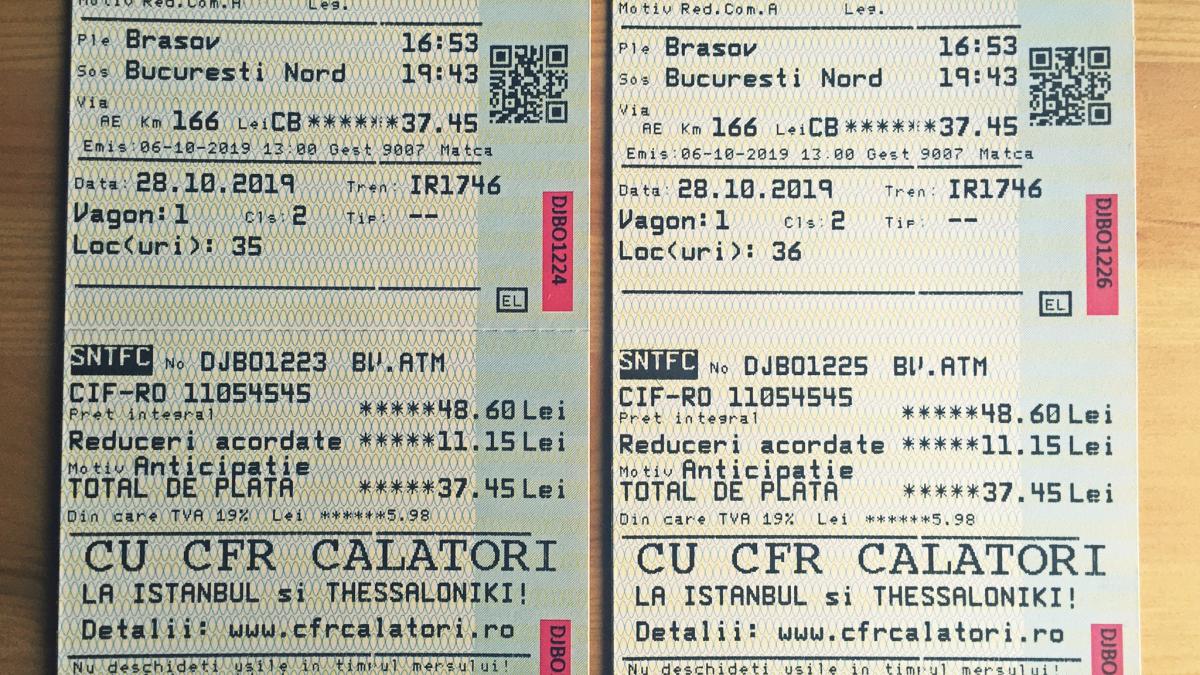 Motiv Red.Com.A Leg.
Ple Brasov 16:53
Sos Bucuresti Nord 19:43
Via
AE Km 166 Lei CB ******37.45
Emis:06-10-2019 13:00 Gest 9007 Matca
Data: 28.10.2019 Tren: IR1746
Vagon: 1 Cls: 2 Tip: --
Loc(uri): 35
DJBO1224
EL
SNTFC No DJBO1223 BV.ATM
CIF-RO 11054545
Pret integral *****48.60 Lei
Reduceri acordate *****11.15 Lei
Motiv Anticipatie
TOTAL DE PLATA *****37.45 Lei
Din care TVA 19% Lei ******5.98
CU CFR CALATORI
LA ISTANBUL si THESSALONIKI!
Detalii: www.cfrcalatori.ro
DJBO
Nu deschideti usile in timpul mersului!
Motiv Red.Com.A Leg.
Ple Brasov 16:53
Sos Bucuresti Nord 19:43
Via
AE Km 166 Lei CB ******37.45
Emis:06-10-2019 13:00 Gest 9007 Matca
Data: 28.10.2019 Tren: IR1746
Vagon: 1 Cls: 2 Tip: --
Loc(uri): 36
DJBO1226
EL
SNTFC No DJBO1225 BV.ATM
CIF-RO 11054545
Pret integral *****48.60 Lei
Reduceri acordate *****11.15 Lei
Motiv Anticipatie
TOTAL DE PLATA *****37.45 Lei
Din care TVA 19% Lei ******5.98
CU CFR CALATORI
LA ISTANBUL si THESSALONIKI!
Detalii: www.cfrcalatori.ro
DJBO
Nu deschideti usile in timpul mersului!